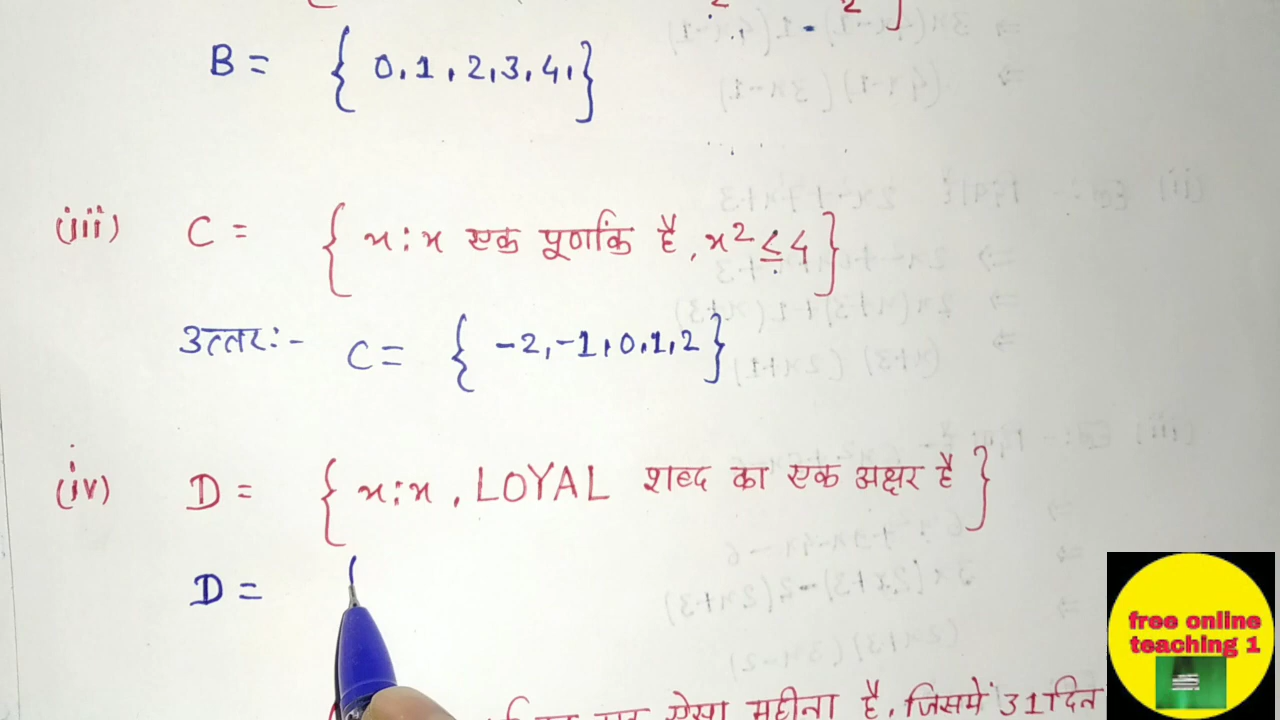 B = { 0, 1, 2, 3, 4, }
(iii) C = { x : x एक पूर्णांक है, x² ≤ 4 }
उत्तरः- C = { -2, -1, 0, 1, 2 }
(iv) D = { x : x , LOYAL शब्द का एक अक्षर है }
D = {
ऐसा महीना है, जिसमें 31 दिन
free online
teaching 1